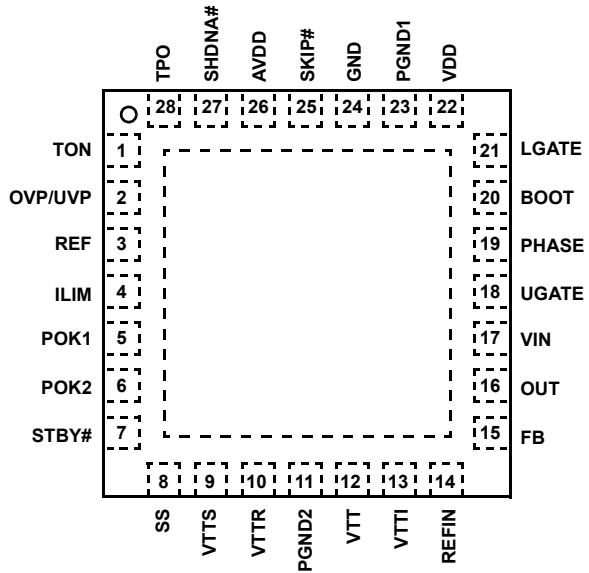 TPO
SHDNA#
AVDD
SKIP#
GND
PGND1
VDD
28 27 26 25 24 23 22
TON 1
OVP/UVP 2
REF 3
ILIM 4
POK1 5
POK2 6
STBY# 7
21 LGATE
20 BOOT
19 PHASE
18 UGATE
17 VIN
16 OUT
15 FB
8 9 10 11 12 13 14
SS
VTTS
VTTR
PGND2
VTT
VTTI
REFIN